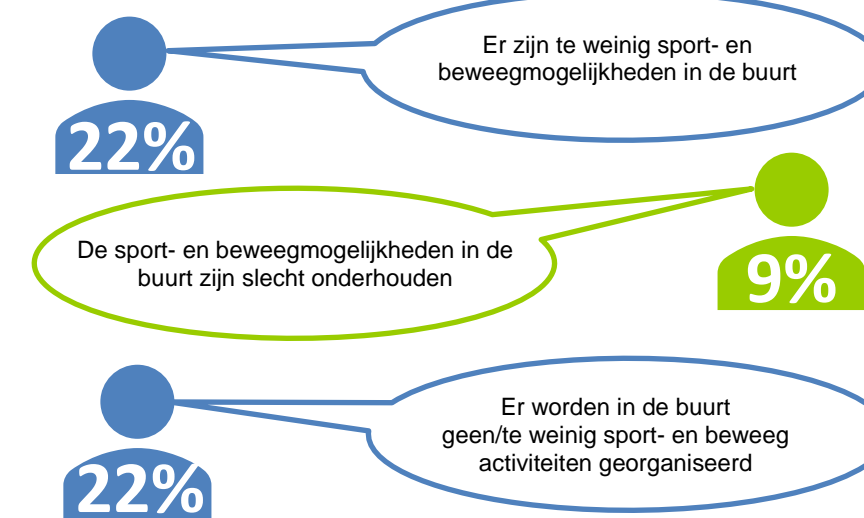 Er zijn te weinig sport- en
beweegmogelijkheden in de buurt
22%
De sport- en beweegmogelijkheden in de
buurt zijn slecht onderhouden
9%
Er worden in de buurt
geen/te weinig sport- en beweeg
activiteiten georganiseerd
22%